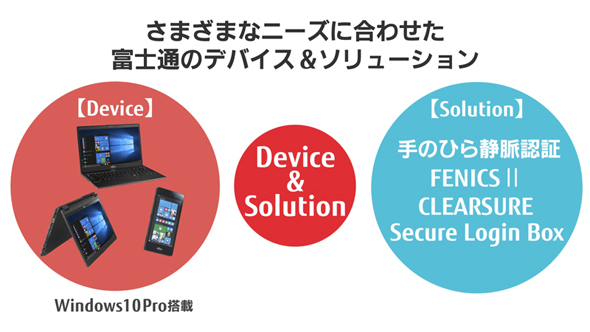 さまざまなニーズに合わせた
富士通のデバイス＆ソリューション
【Device】
Device
&
Solution
【Solution】
手のひら静脈認証
FENICSⅡ
CLEARSURE
Secure Login Box
Windows10Pro搭載